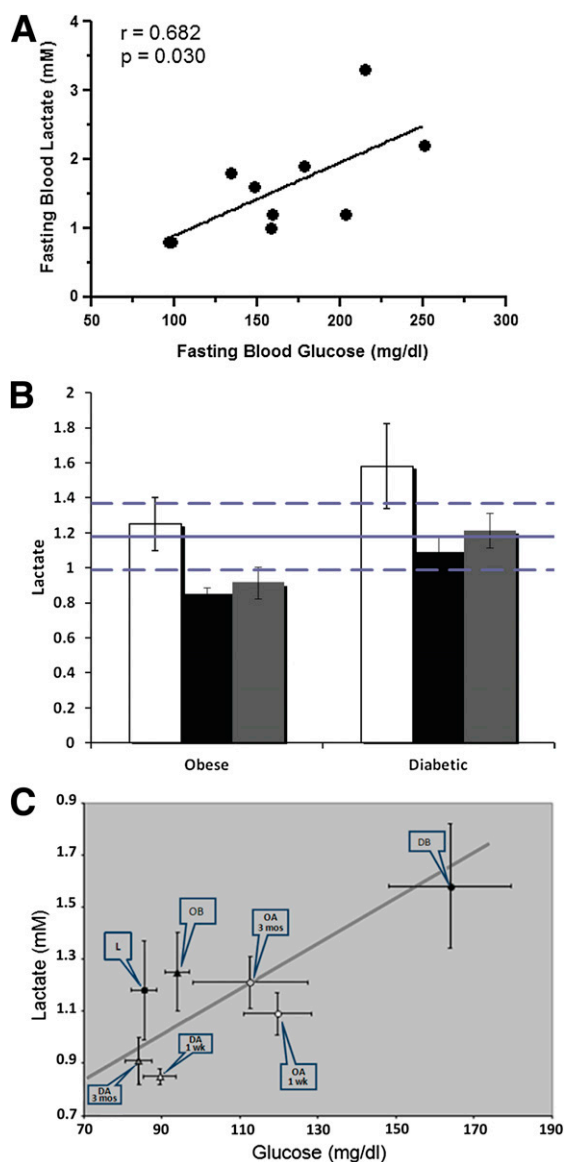 A
r = 0.682
p = 0.030
Fasting Blood Lactate (mM)
4
3
2
1
0
50 100 150 200 250 300
Fasting Blood Glucose (mg/dl)
B
Lactate
2
1.8
1.6
1.4
1.2
1
0.8
0.6
0.4
0.2
0
Obese Diabetic
C
Lactate (mM)
0.9
1.7
1.5
1.3
1.1
0.9
0.7
DB
OA
3 mos
OB
L
DA
1 wk
DA
3 mos
OA
1 wk
70 90 110 130 150 170 190
Glucose (mg/dl)